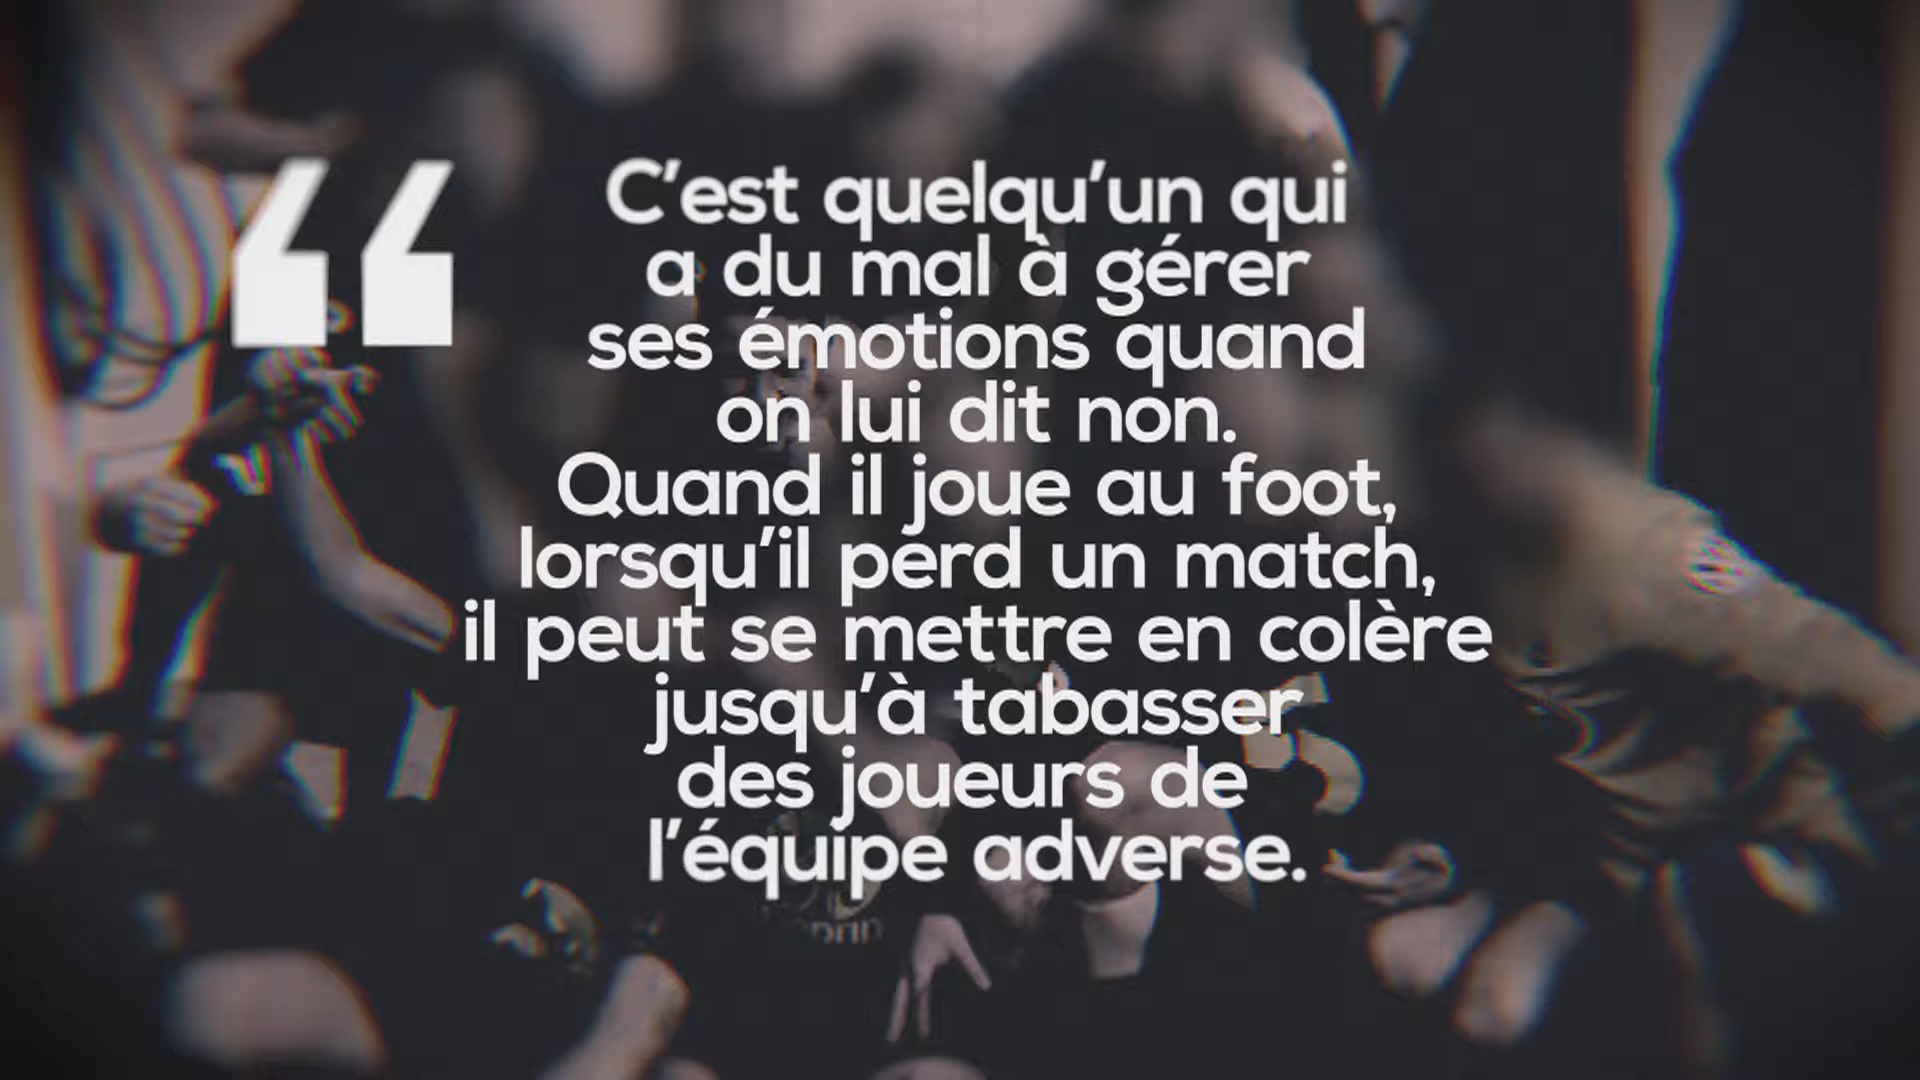 “
C’est quelqu’un qui
a du mal à gérer
ses émotions quand
on lui dit non.
Quand il joue au foot,
lorsqu’il perd un match,
il peut se mettre en colère
jusqu’à tabasser
des joueurs de
l’équipe adverse.